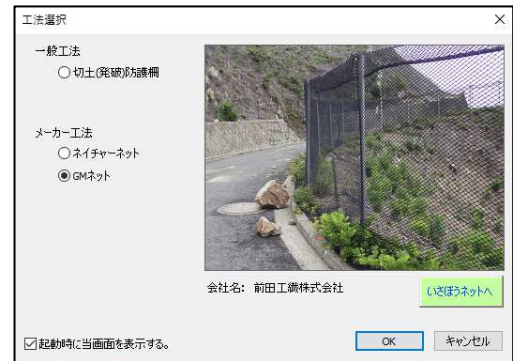 工法選択
一般工法
切土(発破)防護柵
メーカー工法
ネイチャーネット
GMネット
会社名: 前田工繊株式会社
いさぼうネットへ
起動時に当画面を表示する。
OK
キャンセル